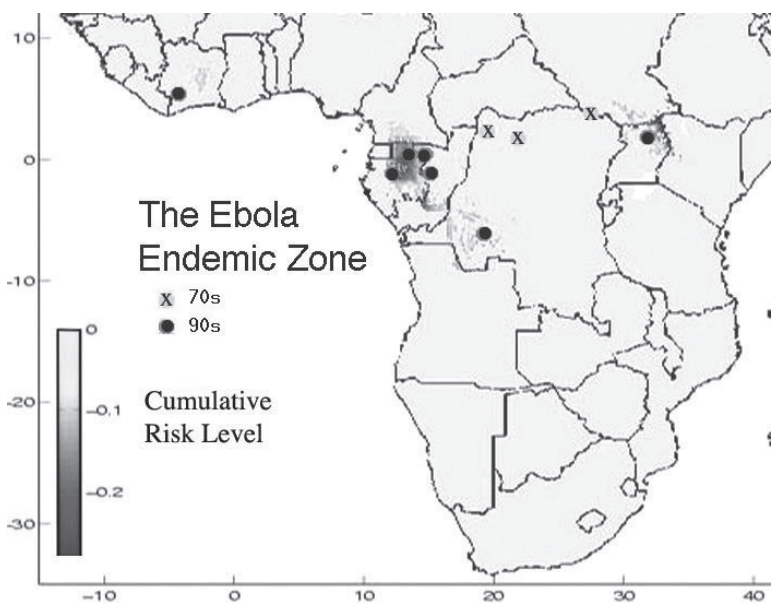 10
0
-10
-20
-30
The Ebola
Endemic Zone
x 70s
90s
0
-0.1
-0.2
Cumulative
Risk Level
x
x
x
-10
0
10
20
30
40